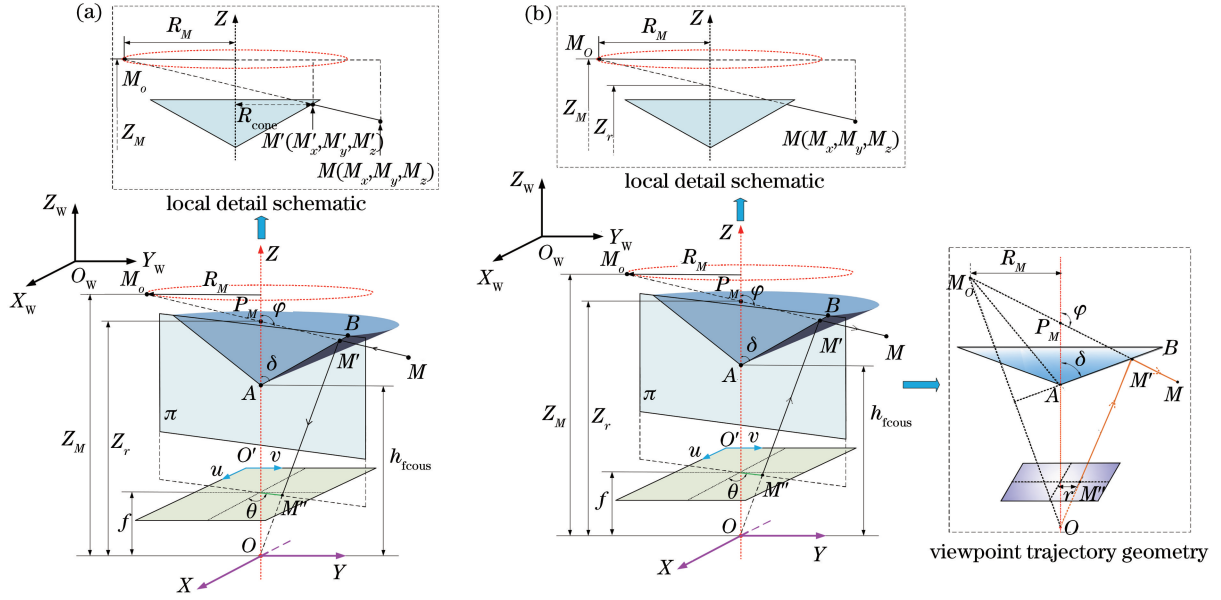 (a)
Z
R_M
M_o
Z_M
R_cone
M′(M′_x,M′_y,M′_z)
M(M_x,M_y,M_z)
local detail schematic
Z_W
Y_W
O_W
X_W
Z
M_o
R_M
P_M
φ
B
M′
M
δ
A
π
Z_M
Z_r
h_fcous
O′
v
u
θ
M″
f
O
X
Y
(b)
Z
R_M
M_O
Z_M
Z_r
M(M_x,M_y,M_z)
local detail schematic
Z_W
Y_W
O_W
X_W
Z
M_o
R_M
P_M
φ
B
M′
M
δ
A
π
Z_M
Z_r
h_fcous
O′
v
u
θ
M″
f
O
X
Y
R_M
M_O
φ
P_M
B
δ
M′
A
M
r
M″
O
viewpoint trajectory geometry